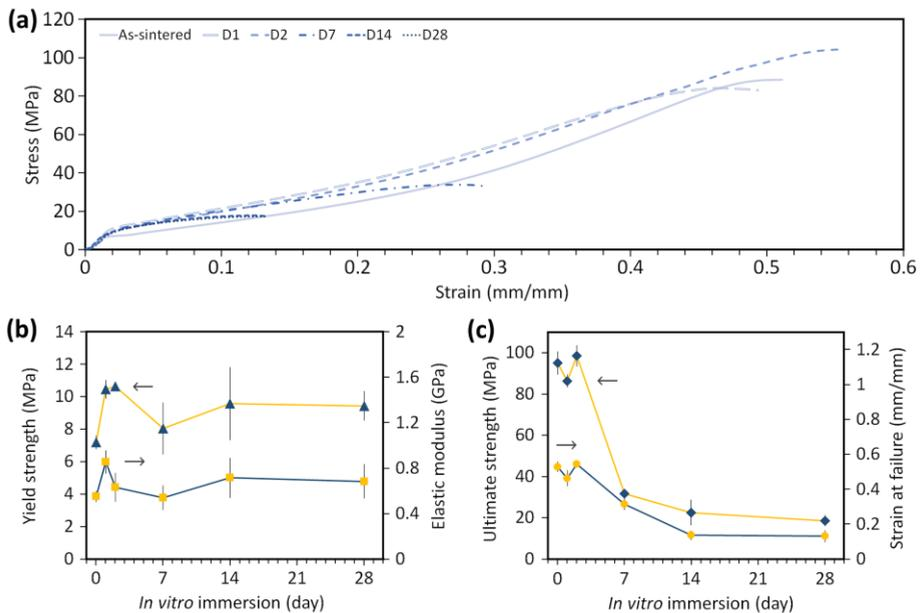 (a)
120
100
80
60
40
20
0
Stress (MPa)
As-sintered D1 D2 D7 D14 D28
0 0.1 0.2 0.3 0.4 0.5 0.6
Strain (mm/mm)
(b)
14
12
10
8
6
4
2
0
Yield strength (MPa)
2
1.6
1.2
0.8
0.4
0
Elastic modulus (GPa)
0 7 14 21 28
In vitro immersion (day)
(c)
100
80
60
40
20
0
Ultimate strength (MPa)
1.2
1
0.8
0.6
0.4
0.2
0
Strain at failure (mm/mm)
0 7 14 21 28
In vitro immersion (day)